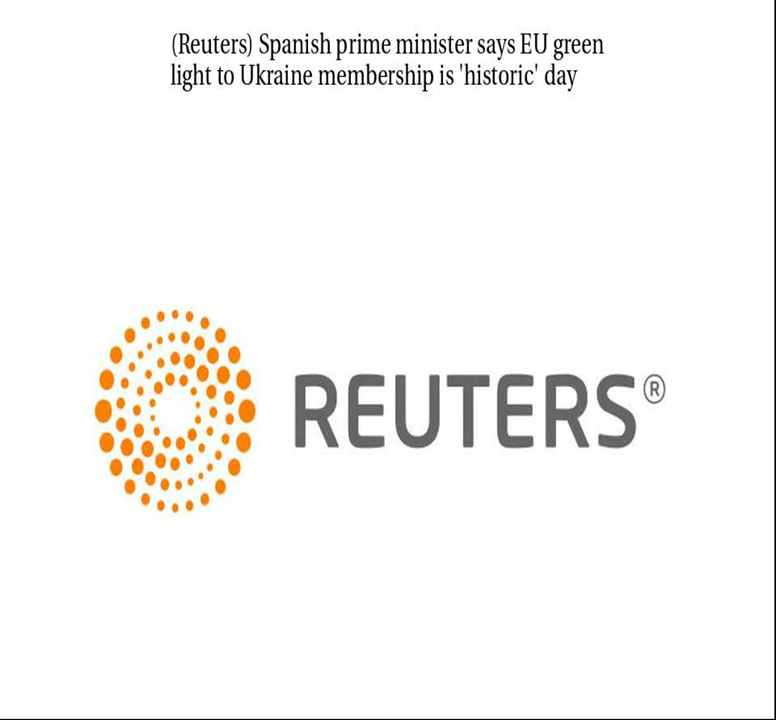 (Reuters) Spanish prime minister says EU green
light to Ukraine membership is 'historic' day
REUTERS®